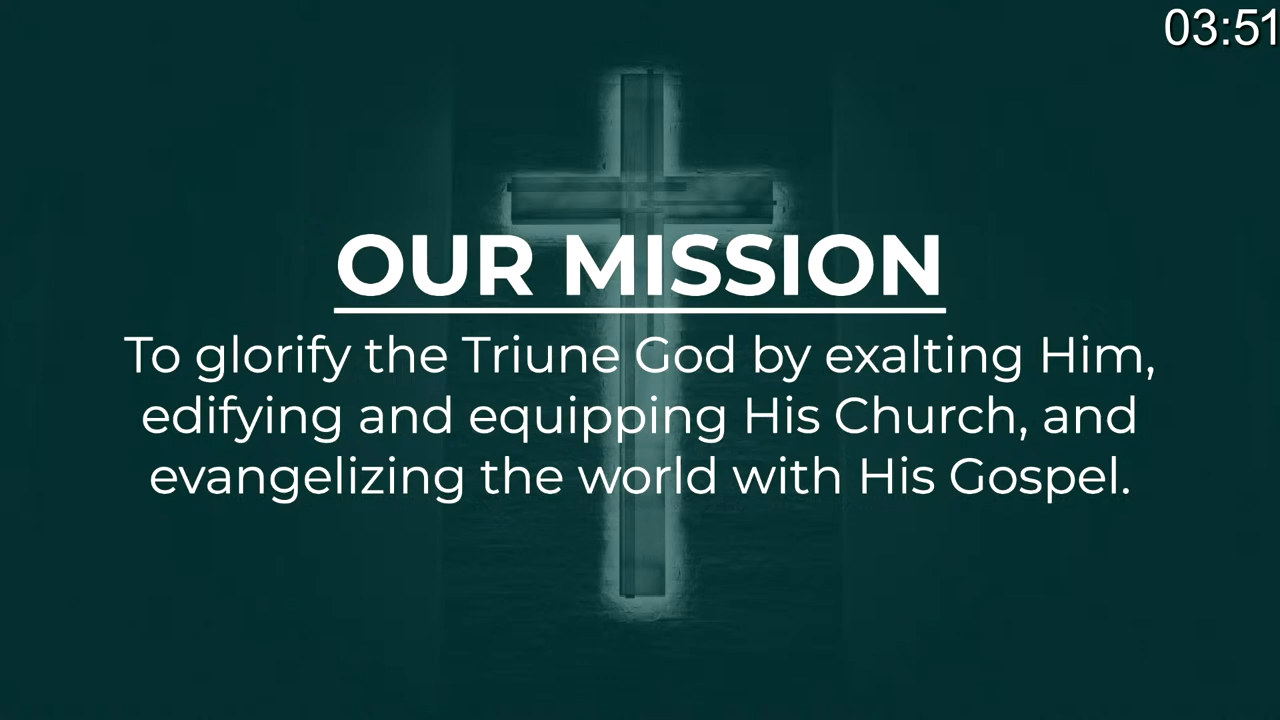 03:51
OUR MISSION
To glorify the Triune God by exalting Him,
edifying and equipping His Church, and
evangelizing the world with His Gospel.